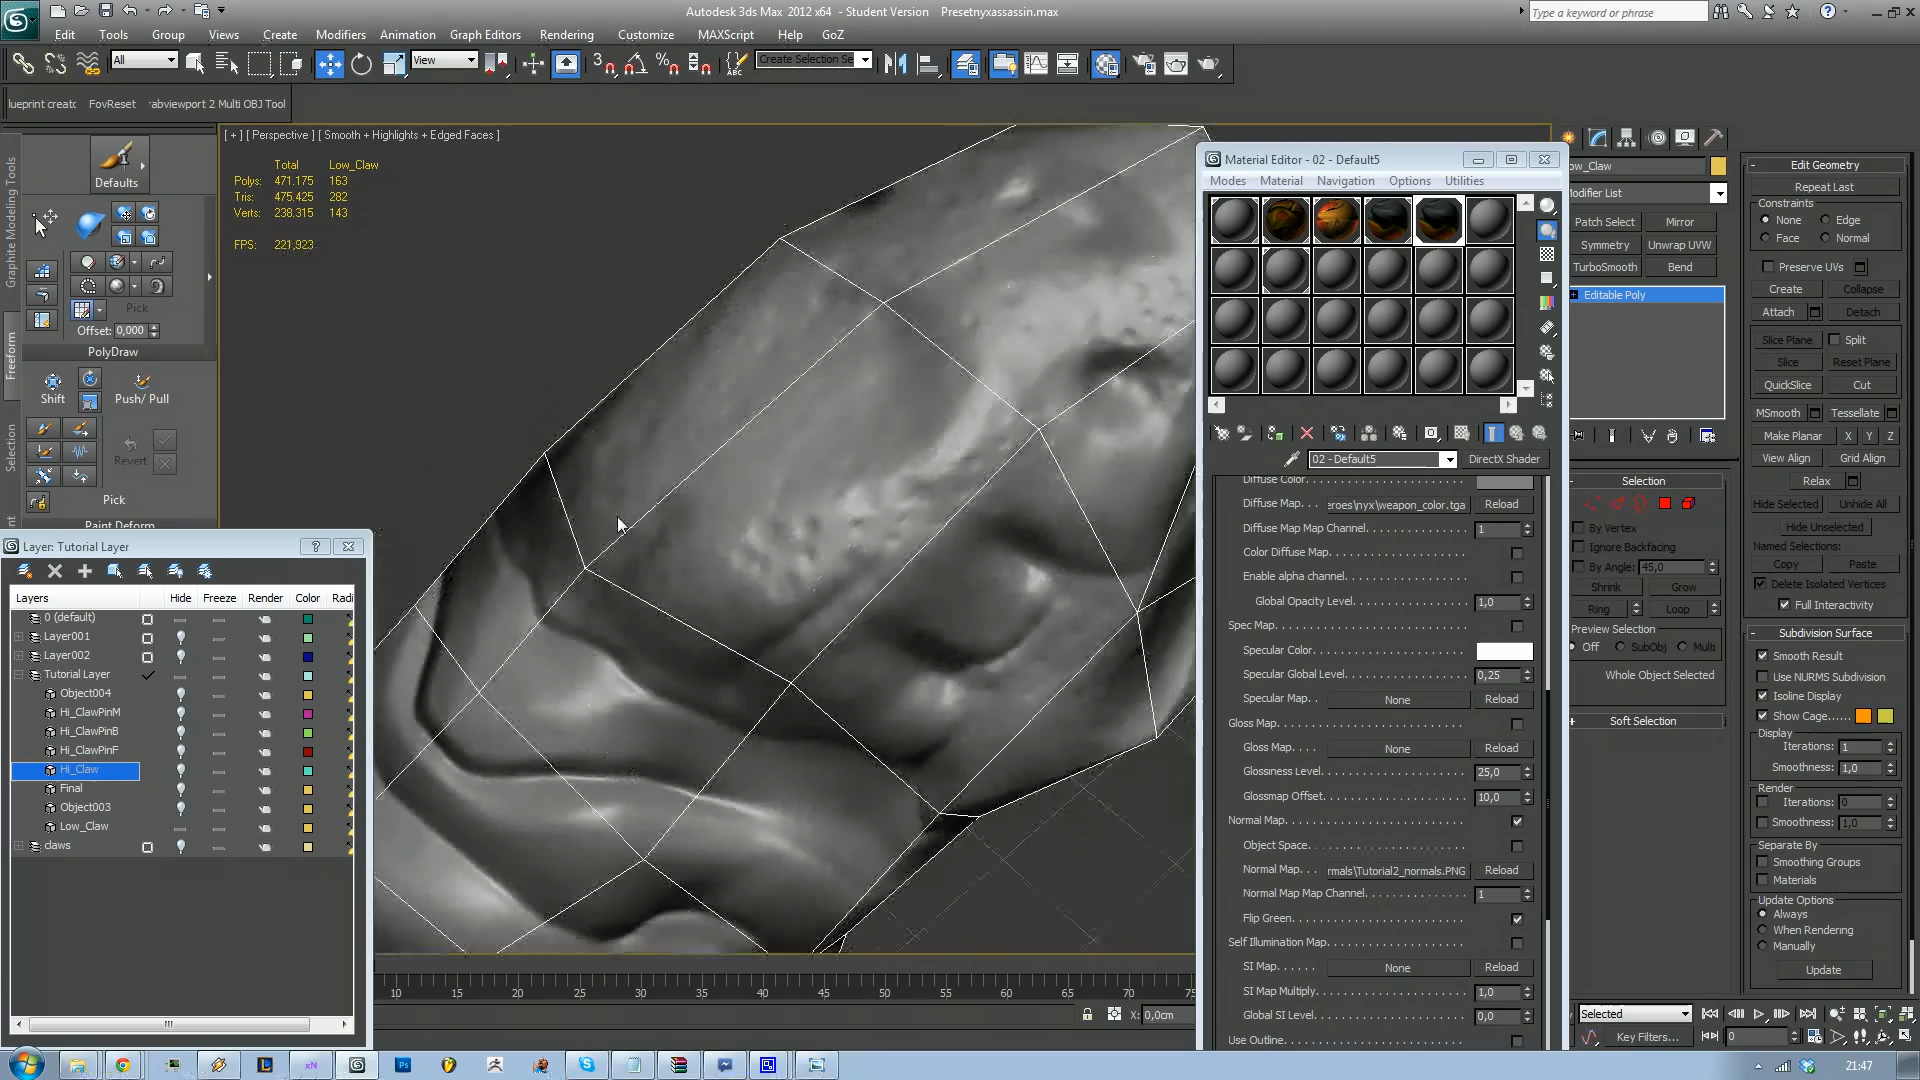 Autodesk 3ds Max 2012 x64 - Student Version Presetnyxassassin.max
Type a keyword or phrase
Edit Tools Group Views Create Modifiers Animation Graph Editors Rendering Customize MAXScript Help GoZ
All View Create Selection Se
lueprint creatc FovReset rabviewport 2 Multi OBJ Tool
[ + ] [ Perspective ] [ Smooth + Highlights + Edged Faces ]
Total Low_Claw
Polys: 471.175 163
Tris: 475.425 282
Verts: 238.315 143
FPS: 221,923
Graphite Modeling Tools
Freeform
Selection
Defaults
Pick
Offset: 0,000
PolyDraw
Shift Push/ Pull
Revert
Pick
Paint Deform
Layer: Tutorial Layer
Layers Hide Freeze Render Color Radi
0 (default)
Layer001
Layer002
Tutorial Layer
Object004
Hi_ClawPinM
Hi_ClawPinB
Hi_ClawPinF
Hi_Claw
Final
Object003
Low_Claw
claws
10 15 20 25 30 35 40 45 50 55 60 65 70 75
X: 0,0cm
Material Editor - 02 - Default5
Modes Material Navigation Options Utilities
02 - Default5 DirectX Shader
Diffuse Color
Diffuse Map. . . eroes\nyx\weapon_color.tga Reload
Diffuse Map Map Channel 1
Color Diffuse Map
Enable alpha channel
Global Opacity Level 1,0
Spec Map
Specular Color
Specular Global Level 0,25
Specular Map. . . . None Reload
Gloss Map
Gloss Map. . . . None Reload
Glossiness Level 25,0
Glossmap Offset 10,0
Normal Map
Object Space
Normal Map. . . . rmals\Tutorial2_normals.PNG Reload
Normal Map Map Channel 1
Flip Green
Self Illumination Map
SI Map. . . . . . None Reload
SI Map Multiply 1,0
Global SI Level 0,0
Use Outline
ow_Claw
Modifier List
Patch Select Mirror
Symmetry Unwrap UVW
TurboSmooth Bend
Editable Poly
Selection
By Vertex
Ignore Backfacing
By Angle: 45,0
Shrink Grow
Ring Loop
Preview Selection
Off SubObj Multi
Whole Object Selected
Soft Selection
Edit Geometry
Repeat Last
Constraints
None Edge
Face Normal
Preserve UVs
Create Collapse
Attach Detach
Slice Plane Split
Slice Reset Plane
QuickSlice Cut
MSmooth Tessellate
Make Planar X Y Z
View Align Grid Align
Relax
Hide Selected Unhide All
Hide Unselected
Named Selections:
Copy Paste
Delete Isolated Vertices
Full Interactivity
Subdivision Surface
Smooth Result
Use NURMS Subdivision
Isoline Display
Show Cage......
Display
Iterations: 1
Smoothness: 1,0
Render
Iterations: 0
Smoothness: 1,0
Separate By
Smoothing Groups
Materials
Update Options
Always
When Rendering
Manually
Update
Selected
Key Filters... 0
21:47